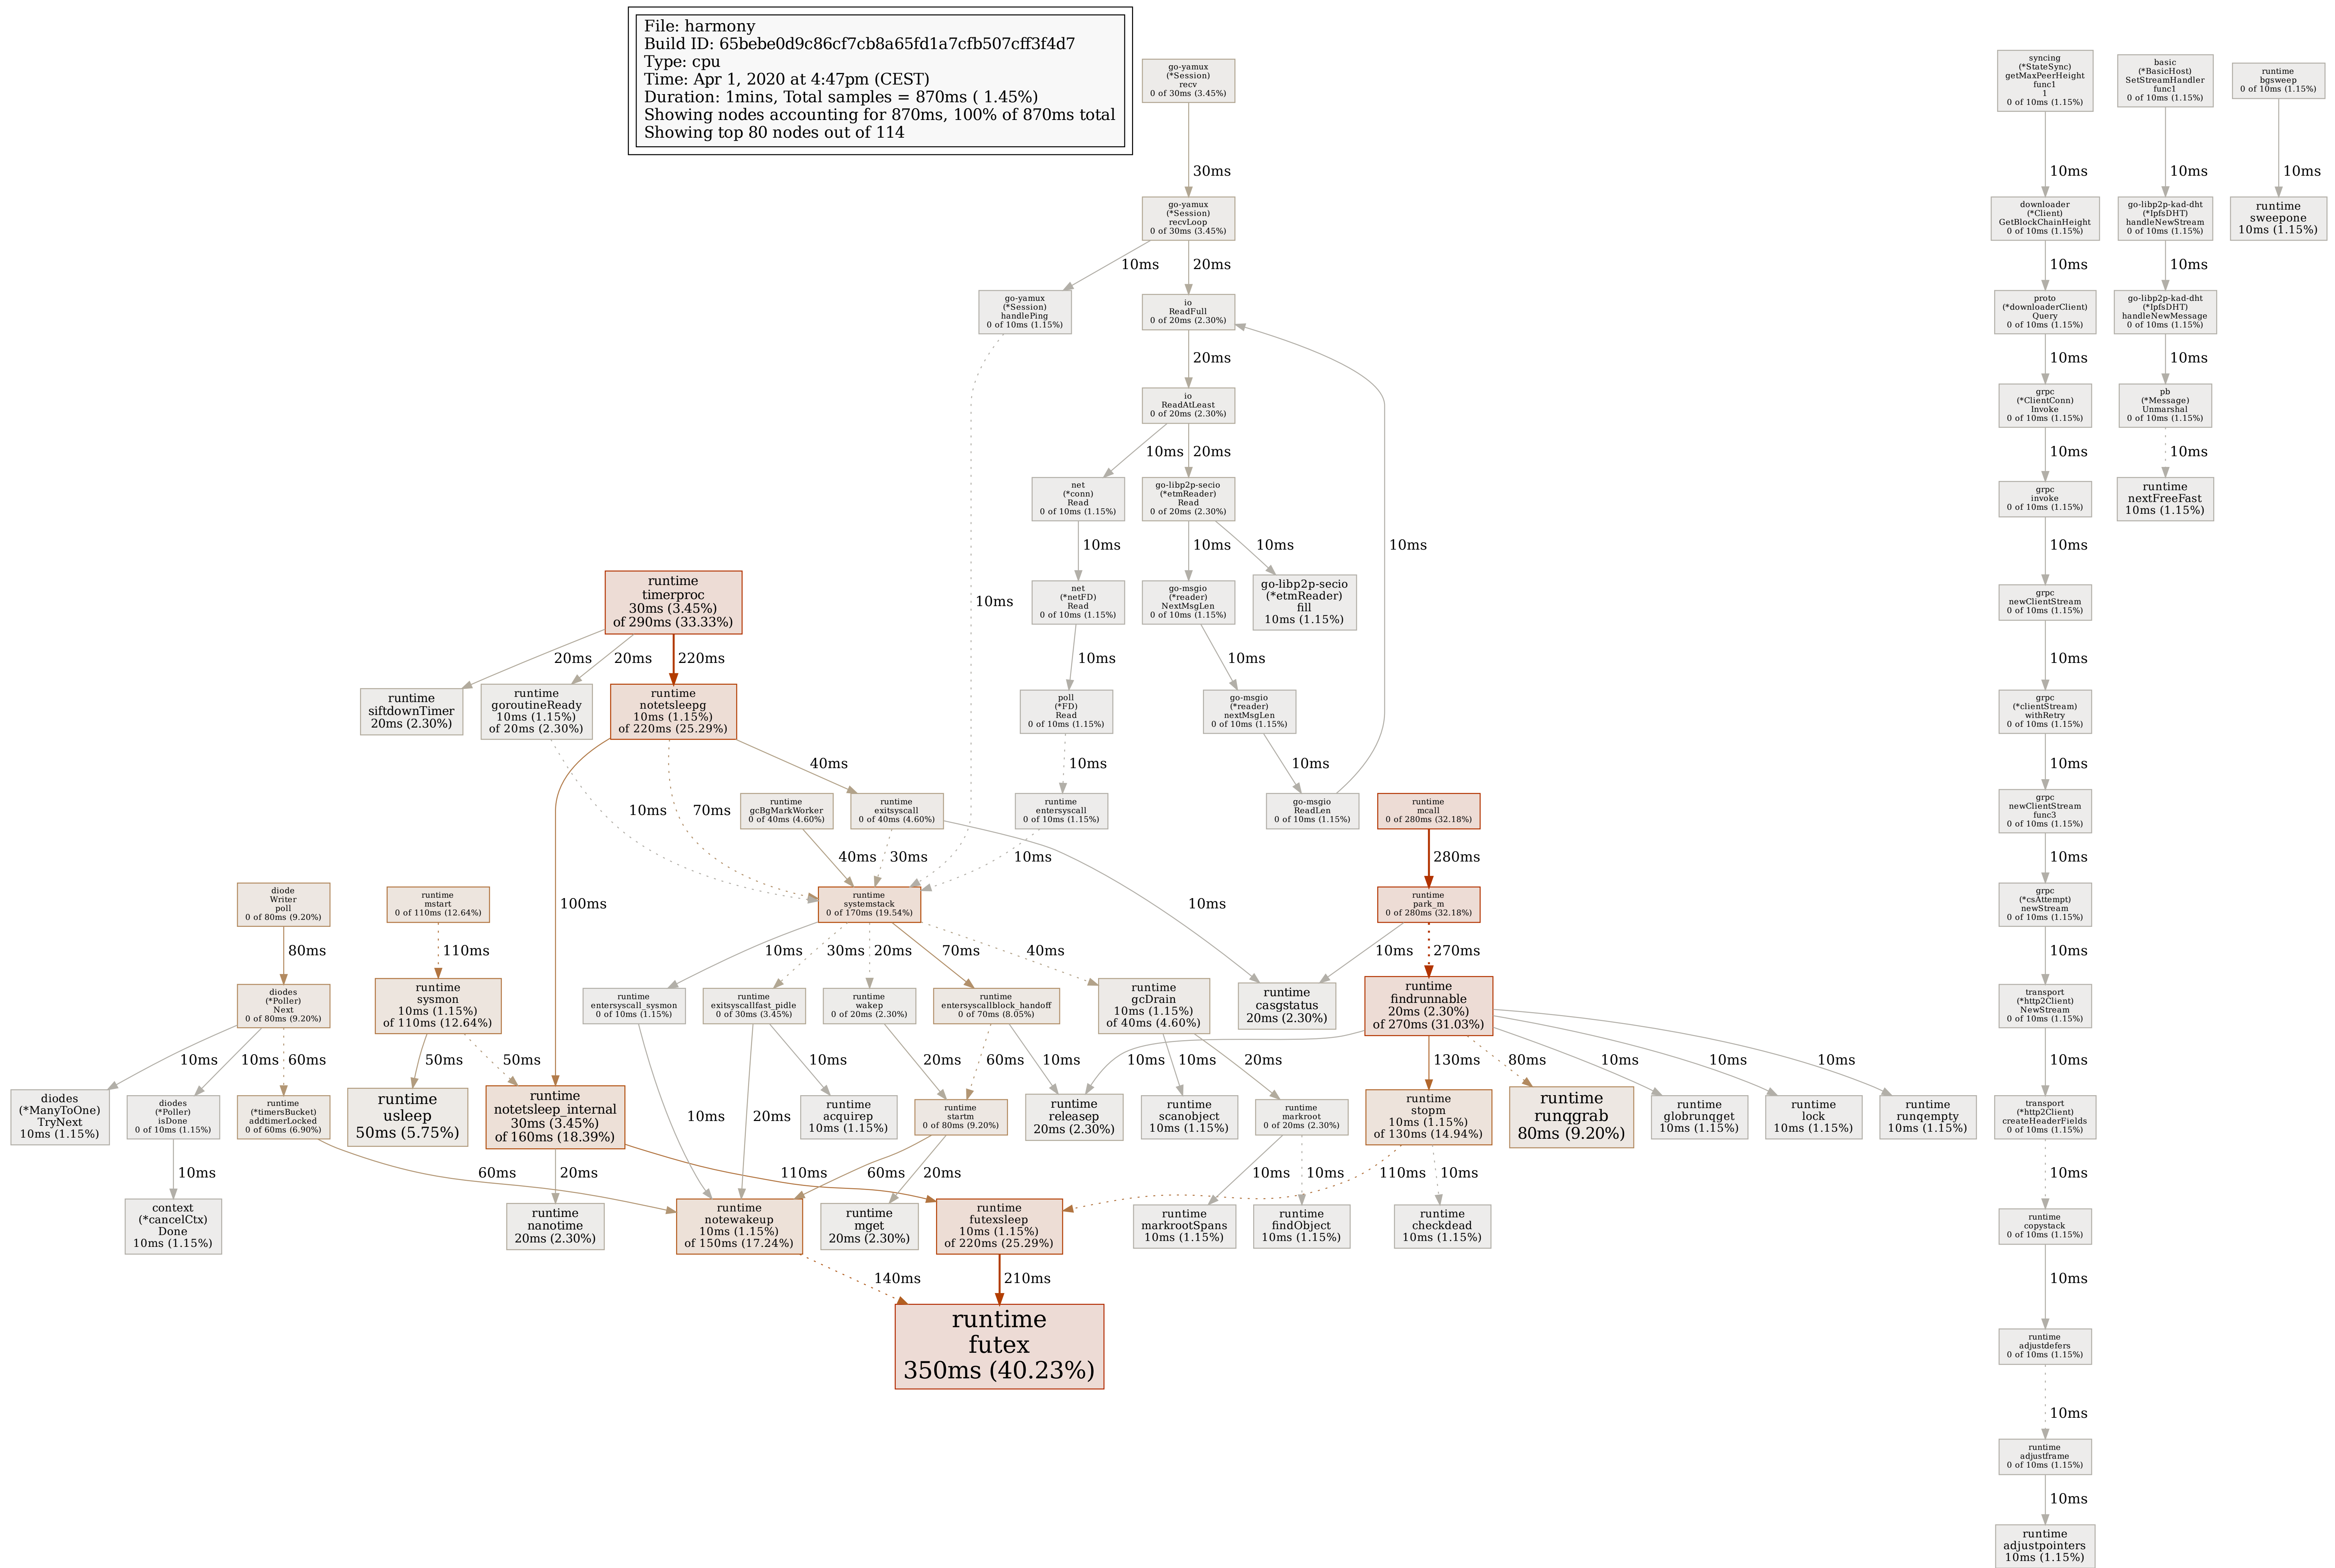 File: harmony
Build ID: 65bebe0d9c86cf7cb8a65fd1a7cfb507cff3f4d7
Type: cpu
Time: Apr 1, 2020 at 4:47pm (CEST)
Duration: 1mins, Total samples = 870ms ( 1.45%)
Showing nodes accounting for 870ms, 100% of 870ms total
Showing top 80 nodes out of 114
go-yamux
(*Session)
recv
0 of 30ms (3.45%)
syncing
(*StateSync)
getMaxPeerHeight
func1
1
0 of 10ms (1.15%)
basic
(*BasicHost)
SetStreamHandler
func1
0 of 10ms (1.15%)
runtime
bgsweep
0 of 10ms (1.15%)
30ms
10ms
10ms
10ms
go-yamux
(*Session)
recvLoop
0 of 30ms (3.45%)
downloader
(*Client)
GetBlockChainHeight
0 of 10ms (1.15%)
go-libp2p-kad-dht
(*IpfsDHT)
handleNewStream
0 of 10ms (1.15%)
runtime
sweepone
10ms (1.15%)
10ms
20ms
10ms
10ms
go-yamux
(*Session)
handlePing
0 of 10ms (1.15%)
io
ReadFull
0 of 20ms (2.30%)
proto
(*downloaderClient)
Query
0 of 10ms (1.15%)
go-libp2p-kad-dht
(*IpfsDHT)
handleNewMessage
0 of 10ms (1.15%)
20ms
10ms
10ms
io
ReadAtLeast
0 of 20ms (2.30%)
grpc
(*ClientConn)
Invoke
0 of 10ms (1.15%)
pb
(*Message)
Unmarshal
0 of 10ms (1.15%)
10ms
20ms
10ms
10ms
net
(*conn)
Read
0 of 10ms (1.15%)
go-libp2p-secio
(*etmReader)
Read
0 of 20ms (2.30%)
grpc
invoke
0 of 10ms (1.15%)
runtime
nextFreeFast
10ms (1.15%)
10ms
10ms
10ms
10ms
10ms
runtime
timerproc
30ms (3.45%)
of 290ms (33.33%)
10ms
net
(*netFD)
Read
0 of 10ms (1.15%)
go-msgio
(*reader)
NextMsgLen
0 of 10ms (1.15%)
go-libp2p-secio
(*etmReader)
fill
10ms (1.15%)
grpc
newClientStream
0 of 10ms (1.15%)
20ms
20ms
220ms
10ms
10ms
10ms
runtime
siftdownTimer
20ms (2.30%)
runtime
goroutineReady
10ms (1.15%)
of 20ms (2.30%)
runtime
notetsleepg
10ms (1.15%)
of 220ms (25.29%)
poll
(*FD)
Read
0 of 10ms (1.15%)
go-msgio
(*reader)
nextMsgLen
0 of 10ms (1.15%)
grpc
(*clientStream)
withRetry
0 of 10ms (1.15%)
40ms
10ms
10ms
10ms
10ms
70ms
runtime
gcBgMarkWorker
0 of 40ms (4.60%)
runtime
exitsyscall
0 of 40ms (4.60%)
runtime
entersyscall
0 of 10ms (1.15%)
go-msgio
ReadLen
0 of 10ms (1.15%)
runtime
mcall
0 of 280ms (32.18%)
grpc
newClientStream
func3
0 of 10ms (1.15%)
40ms
30ms
10ms
280ms
10ms
diode
Writer
poll
0 of 80ms (9.20%)
runtime
mstart
0 of 110ms (12.64%)
100ms
runtime
systemstack
0 of 170ms (19.54%)
10ms
runtime
park_m
0 of 280ms (32.18%)
grpc
(*csAttempt)
newStream
0 of 10ms (1.15%)
80ms
110ms
10ms
30ms
20ms
70ms
40ms
10ms
270ms
10ms
diodes
(*Poller)
Next
0 of 80ms (9.20%)
runtime
sysmon
10ms (1.15%)
of 110ms (12.64%)
runtime
entersyscall_sysmon
0 of 10ms (1.15%)
runtime
exitsyscallfast_pidle
0 of 30ms (3.45%)
runtime
wakep
0 of 20ms (2.30%)
runtime
entersyscallblock_handoff
0 of 70ms (8.05%)
runtime
gcDrain
10ms (1.15%)
of 40ms (4.60%)
runtime
casgstatus
20ms (2.30%)
runtime
findrunnable
20ms (2.30%)
of 270ms (31.03%)
transport
(*http2Client)
NewStream
0 of 10ms (1.15%)
10ms
10ms
60ms
50ms
50ms
10ms
20ms
60ms
10ms
10ms
10ms
20ms
130ms
80ms
10ms
10ms
10ms
10ms
diodes
(*ManyToOne)
TryNext
10ms (1.15%)
diodes
(*Poller)
isDone
0 of 10ms (1.15%)
runtime
(*timersBucket)
addtimerLocked
0 of 60ms (6.90%)
runtime
usleep
50ms (5.75%)
runtime
notetsleep_internal
30ms (3.45%)
of 160ms (18.39%)
10ms
20ms
runtime
acquirep
10ms (1.15%)
runtime
startm
0 of 80ms (9.20%)
runtime
releasep
20ms (2.30%)
runtime
scanobject
10ms (1.15%)
runtime
markroot
0 of 20ms (2.30%)
runtime
stopm
10ms (1.15%)
of 130ms (14.94%)
runtime
runqgrab
80ms (9.20%)
runtime
globrunqget
10ms (1.15%)
runtime
lock
10ms (1.15%)
runtime
runqempty
10ms (1.15%)
transport
(*http2Client)
createHeaderFields
0 of 10ms (1.15%)
10ms
60ms
20ms
110ms
60ms
20ms
10ms
10ms
110ms
10ms
10ms
context
(*cancelCtx)
Done
10ms (1.15%)
runtime
nanotime
20ms (2.30%)
runtime
notewakeup
10ms (1.15%)
of 150ms (17.24%)
runtime
mget
20ms (2.30%)
runtime
futexsleep
10ms (1.15%)
of 220ms (25.29%)
runtime
markrootSpans
10ms (1.15%)
runtime
findObject
10ms (1.15%)
runtime
checkdead
10ms (1.15%)
runtime
copystack
0 of 10ms (1.15%)
140ms
210ms
10ms
runtime
futex
350ms (40.23%)
runtime
adjustdefers
0 of 10ms (1.15%)
10ms
runtime
adjustframe
0 of 10ms (1.15%)
10ms
runtime
adjustpointers
10ms (1.15%)